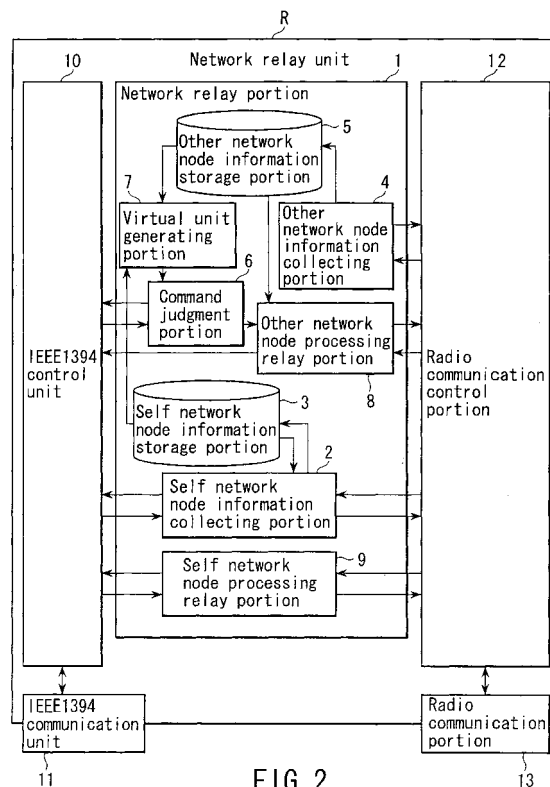 R
10
Network relay unit
1
12
Network relay portion
5
Other network
node information
storage portion
7
4
Virtual unit
generating
portion
Other
network node
information
collecting
portion
6
Command
judgment
portion
Other network
node processing
relay portion
8
IEEE1394
control
unit
Radio
communication
control
portion
3
Self network
node information
storage portion
2
Self network
node information
collecting portion
9
Self network
node processing
relay portion
IEEE1394
communication
unit
11
Radio
communication
portion
13
FIG. 2